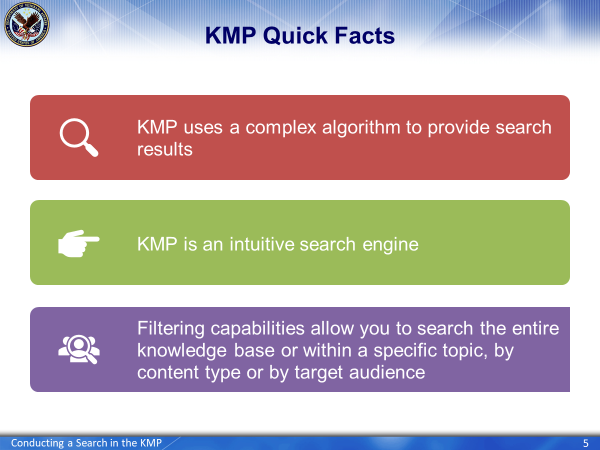 KMP Quick Facts
KMP uses a complex algorithm to provide search
results
KMP is an intuitive search engine
Filtering capabilities allow you to search the entire
knowledge base or within a specific topic, by
content type or by target audience
Conducting a Search in the KMP
5